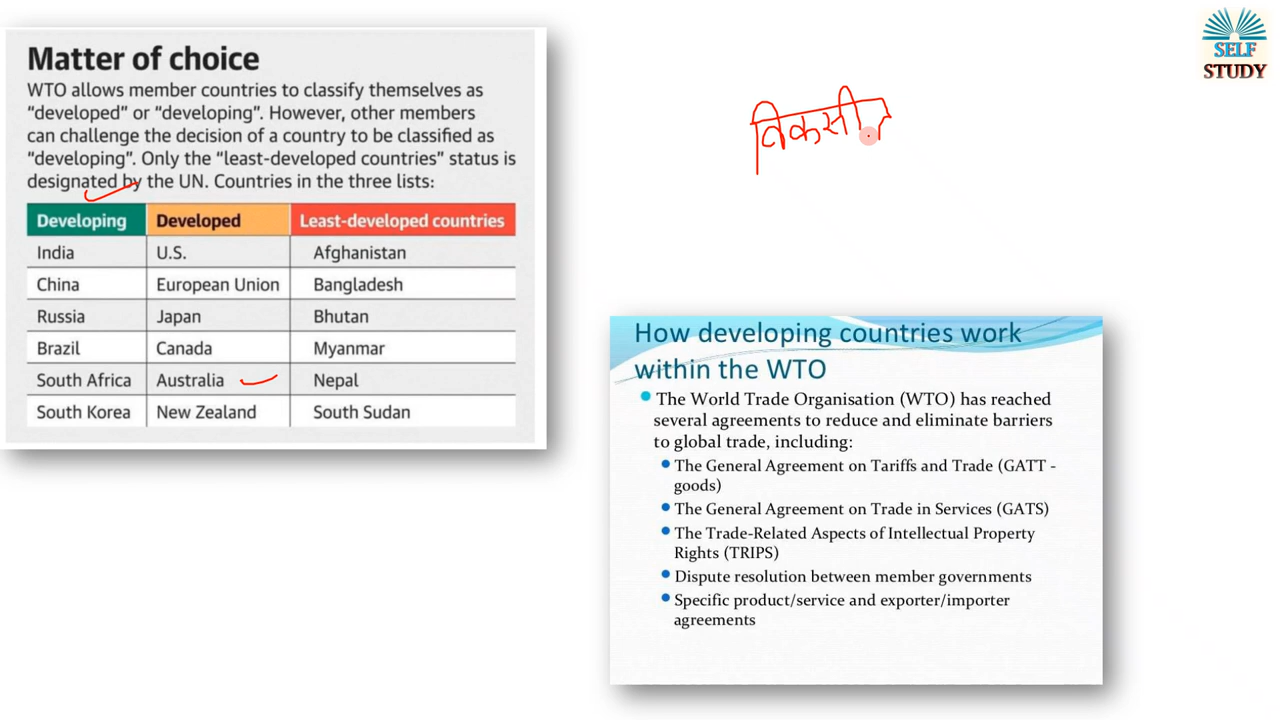 Matter of choice
WTO allows member countries to classify themselves as
“developed” or “developing”. However, other members
can challenge the decision of a country to be classified as
“developing”. Only the “least-developed countries” status is
designated by the UN. Countries in the three lists:
Developing Developed Least-developed countries
India U.S. Afghanistan
China European Union Bangladesh
Russia Japan Bhutan
Brazil Canada Myanmar
South Africa Australia Nepal
South Korea New Zealand South Sudan
विकसीत
How developing countries work
within the WTO
The World Trade Organisation (WTO) has reached
several agreements to reduce and eliminate barriers
to global trade, including:
The General Agreement on Tariffs and Trade (GATT -
goods)
The General Agreement on Trade in Services (GATS)
The Trade-Related Aspects of Intellectual Property
Rights (TRIPS)
Dispute resolution between member governments
Specific product/service and exporter/importer
agreements
SELF
STUDY